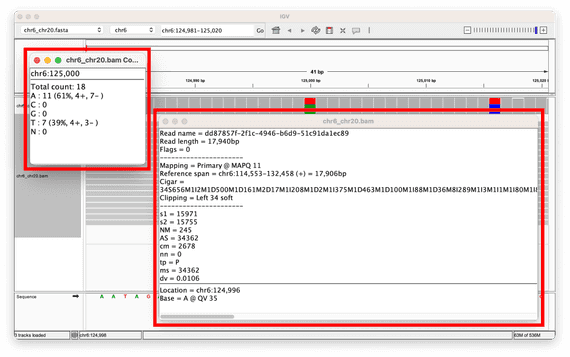 IGV
chr6_chr20.fasta chr6 chr6:124,981-125,020 Go
chr6_chr20.bam Co...
chr6:125,000
Total count: 18
A : 11 (61%, 4+, 7- )
C : 0
G : 0
T : 7 (39%, 4+, 3- )
N : 0
41 bp
124,990 bp 125,000 bp 125,010 bp 125,020 bp
chr6_chr20.bam
Read name = dd87857f-2f1c-4946-b6d9-51c91da1ec89
Read length = 17,940bp
Flags = 0
----------------------
Mapping = Primary @ MAPQ 11
Reference span = chr6:114,553-132,458 (+) = 17,906bp
Cigar =
34S656M1I2M1D500M1D161M2D17M1I208M1D2M1I375M1D463M1D100M1I88M1D36M8I289M1I3M1I1M1I80M1I8
Clipping = Left 34 soft
----------------------
s1 = 15971
s2 = 15755
NM = 245
AS = 34362
cm = 2678
nn = 0
tp = P
ms = 34362
dv = 0.0106
Location = chr6:124,996
Base = A @ QV 35
chr6_chr20.bam
Sequence A A T A
3 tracks loaded chr6:124,998 63M of 536M